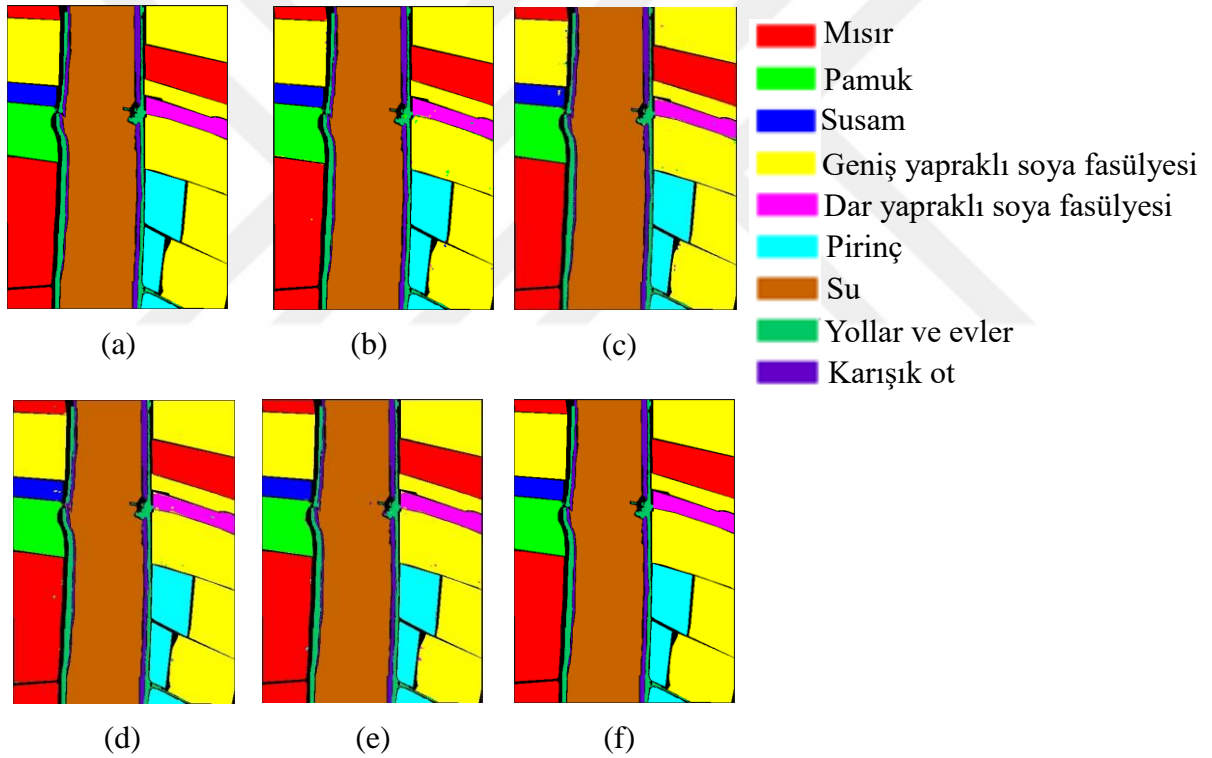 Mısır
Pamuk
Susam
Geniş yapraklı soya fasülyesi
Dar yapraklı soya fasülyesi
Pirinç
Su
Yollar ve evler
Karışık ot
(a)
(b)
(c)
(d)
(e)
(f)